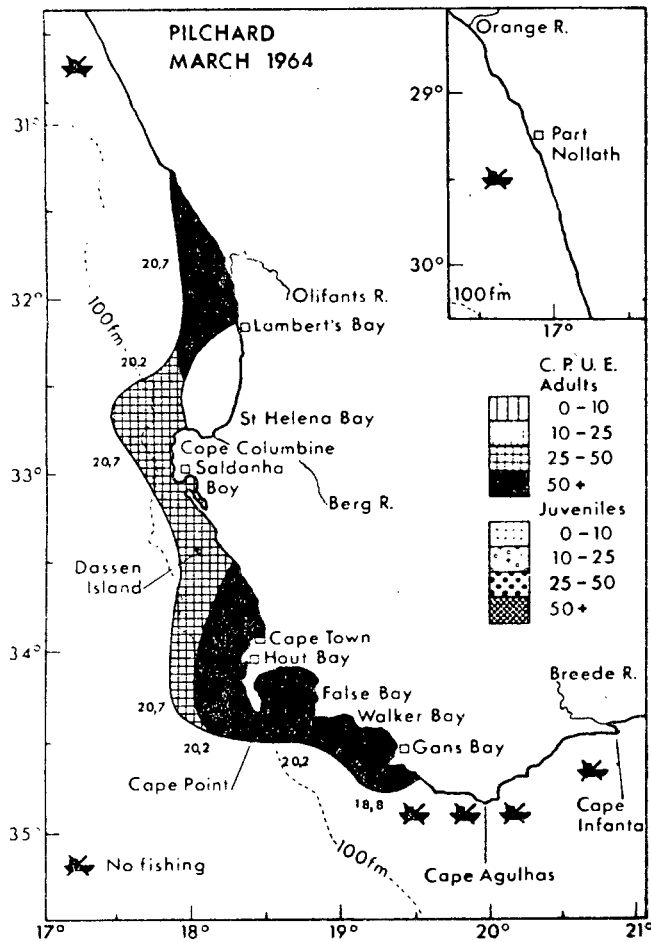 PILCHARD
MARCH 1964
Orange R.
29°
Part
Nollath
30°
100fm
17°
31°
20,7
Olifants R.
32°
100fm
Lambert's Bay
20,2
C. P. U. E.
Adults
0 - 10
10 - 25
25 - 50
50 +
Juveniles
0 - 10
10 - 25
25 - 50
50 +
St Helena Bay
Cape Columbine
20,7
33°
Saldanha
Boy
Berg R.
Dassen
Island
34°
Cape Town
Hout Bay
Breede R.
False Bay
20,7
Walker Bay
20,2
20,2
Gans Bay
Cape Point
18,8
Cape
Infanta
35°
100fm
No fishing
Cape Agulhas
17°
18°
19°
20°
21°